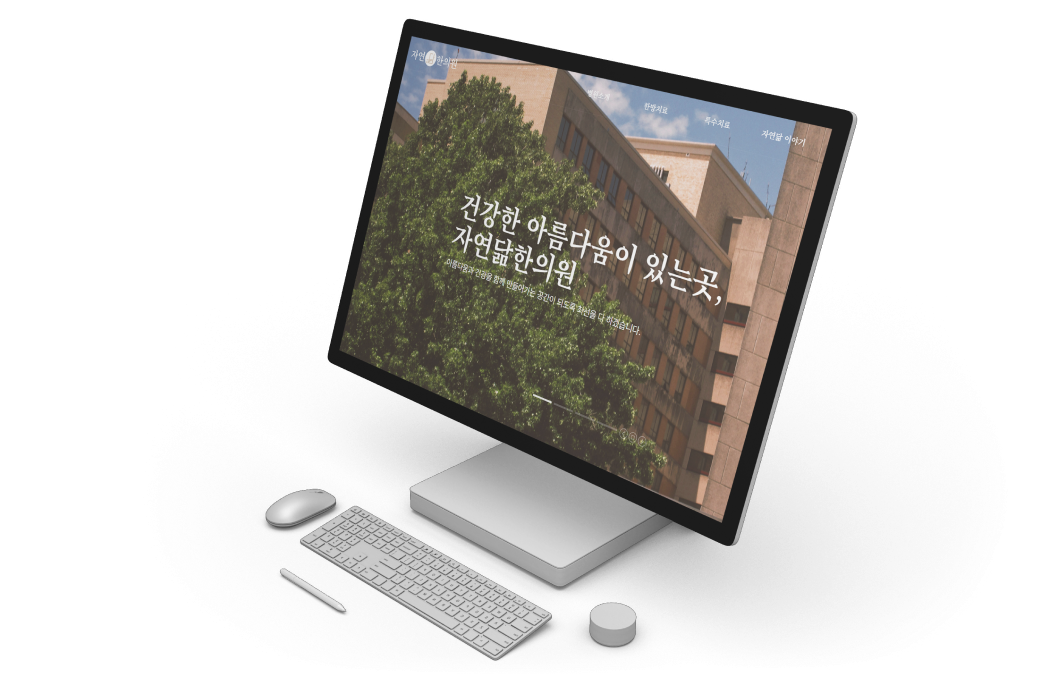 자연닮한의원
한방치료
특수치료
자연닮 이야기
건강한 아름다움이 있는곳,
자연닮한의원
아름다움과 건강을 함께 만들어가는 공간이 되도록 최선을 다 하겠습니다.